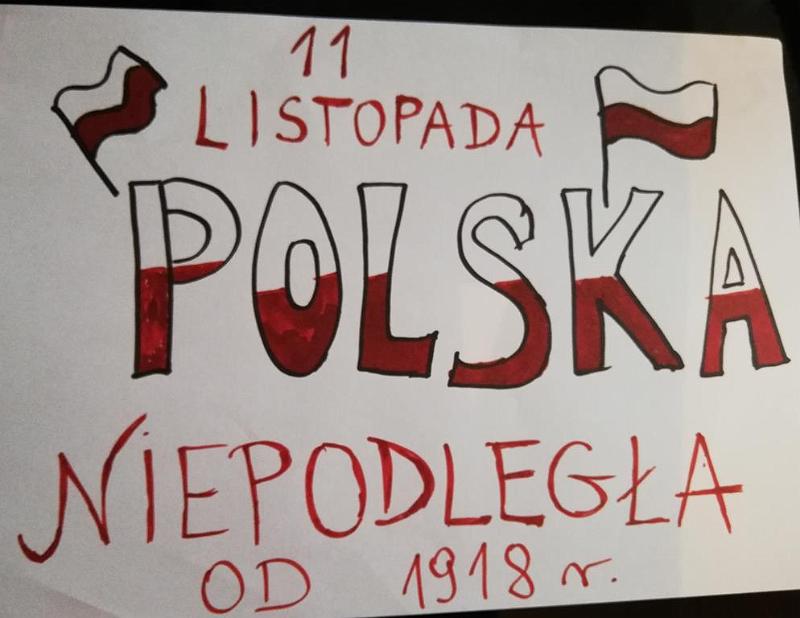 11
LISTOPADA
POLSKA
NIEPODLEGŁA
OD 1918 r.